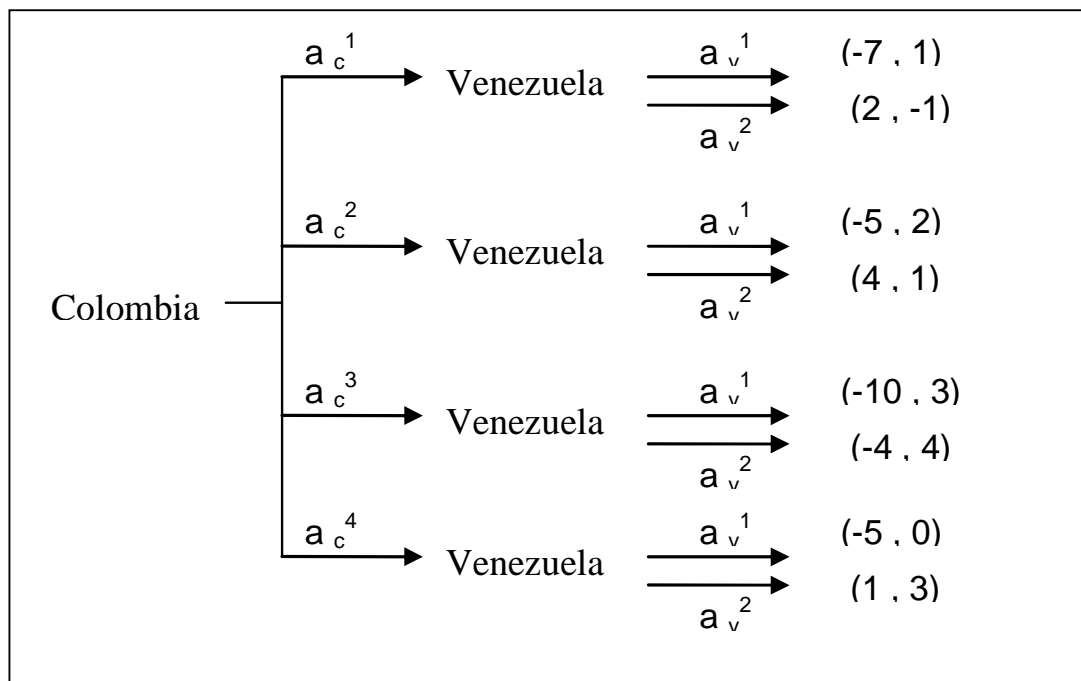 a c 1 a v 1 (-7 , 1)
Venezuela
(2 , -1)
a v 2
a c 2 a v 1 (-5 , 2)
Venezuela
(4 , 1)
a v 2
Colombia
a c 3 a v 1 (-10 , 3)
Venezuela
(-4 , 4)
a v 2
a c 4 a v 1 (-5 , 0)
Venezuela
(1 , 3)
a v 2